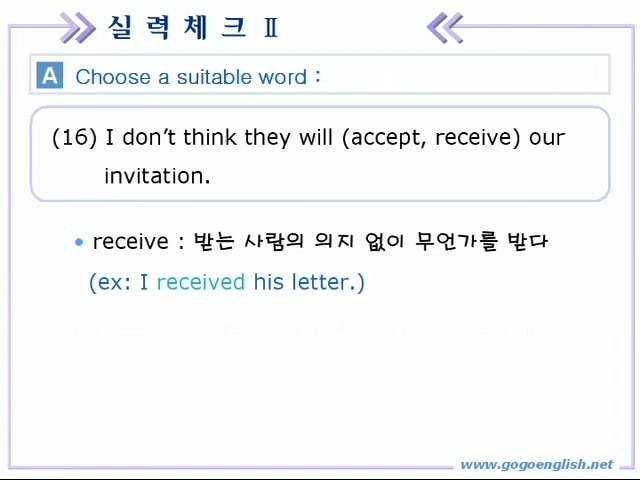 실 력 체 크 Ⅱ
A Choose a suitable word :
(16) I don't think they will (accept, receive) our
invitation.
• receive : 받는 사람의 의지 없이 무언가를 받다
(ex: I received his letter.)
www.gogoenglish.net